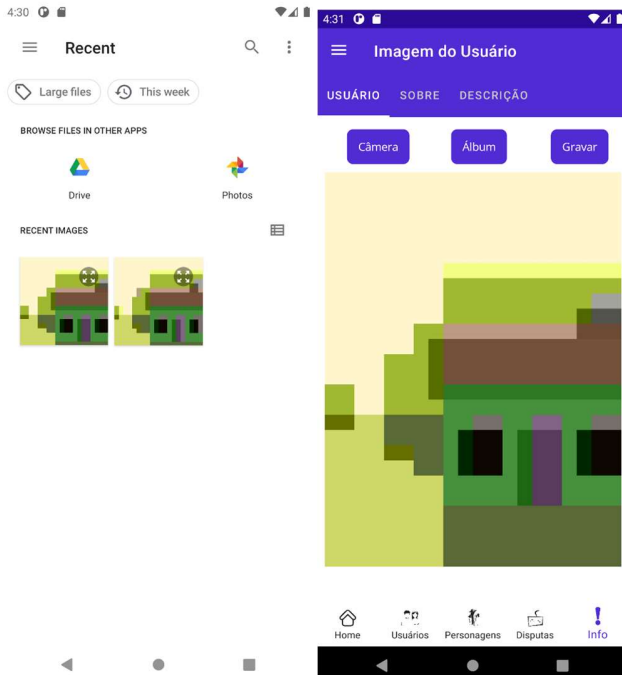 4:30
Recent
Large files
This week
BROWSE FILES IN OTHER APPS
Drive
Photos
RECENT IMAGES
4:31
Imagem do Usuário
USUÁRIO SOBRE DESCRIÇÃO
Câmera Álbum Gravar
Home Usuários Personagens Disputas Info